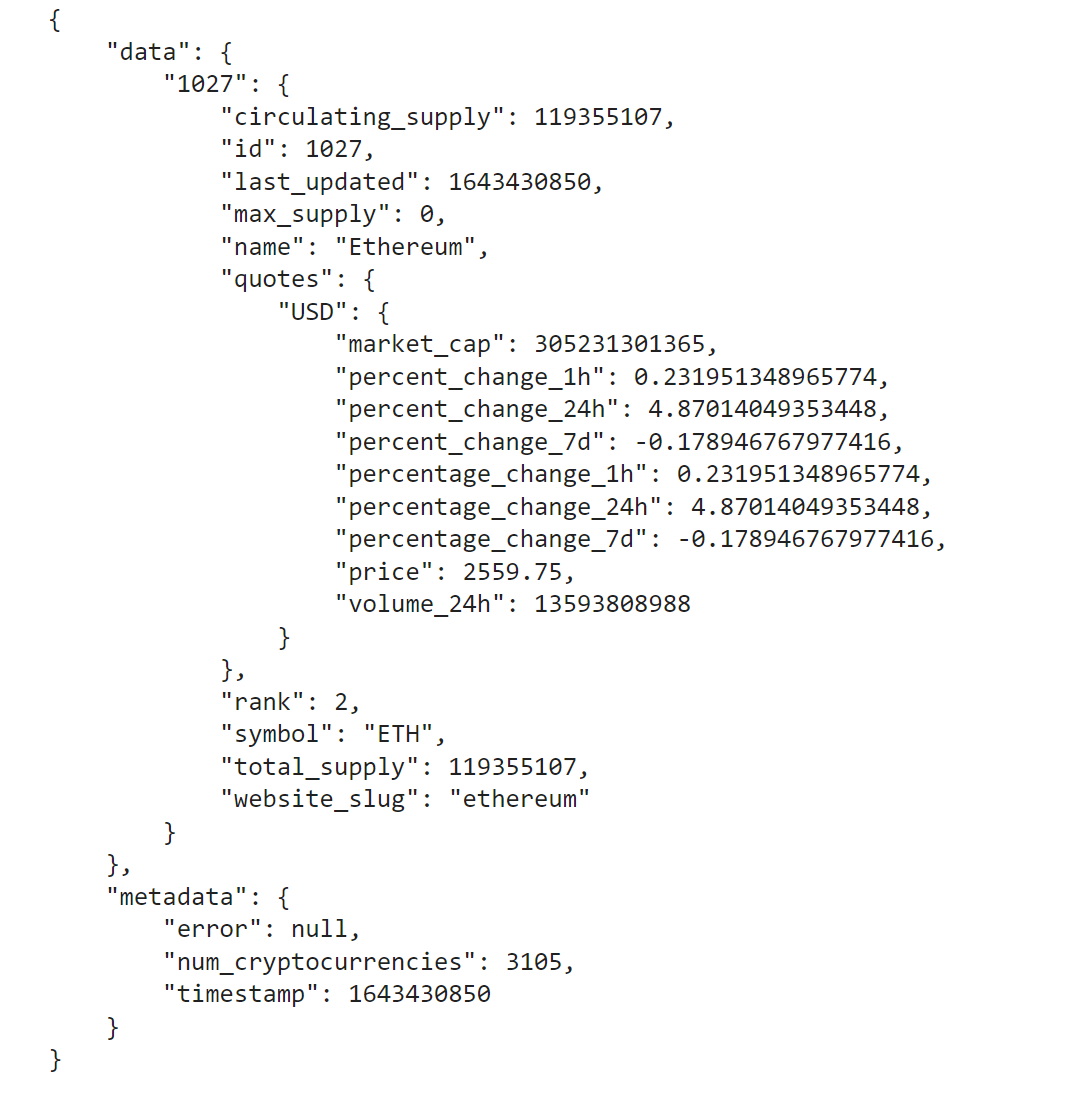 {
    "data": {
        "1027": {
            "circulating_supply": 119355107,
            "id": 1027,
            "last_updated": 1643430850,
            "max_supply": 0,
            "name": "Ethereum",
            "quotes": {
                "USD": {
                    "market_cap": 305231301365,
                    "percent_change_1h": 0.231951348965774,
                    "percent_change_24h": 4.87014049353448,
                    "percent_change_7d": -0.178946767977416,
                    "percentage_change_1h": 0.231951348965774,
                    "percentage_change_24h": 4.87014049353448,
                    "percentage_change_7d": -0.178946767977416,
                    "price": 2559.75,
                    "volume_24h": 13593808988
                }
            },
            "rank": 2,
            "symbol": "ETH",
            "total_supply": 119355107,
            "website_slug": "ethereum"
        }
    },
    "metadata": {
        "error": null,
        "num_cryptocurrencies": 3105,
        "timestamp": 1643430850
    }
}